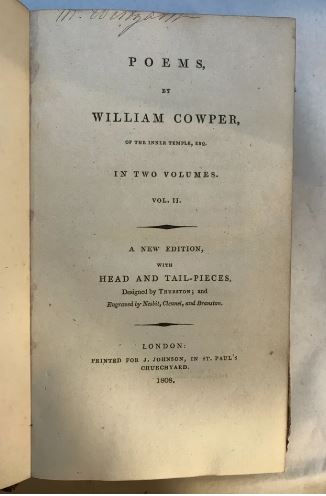 POEMS,
BY
WILLIAM COWPER,
OF THE INNER TEMPLE, ESQ.
IN TWO VOLUMES.
VOL. II.
A NEW EDITION,
WITH
HEAD AND TAIL-PIECES,
Designed by THURSTON; and
Engraved by Nesbit, Clennel, and Branston.
LONDON:
PRINTED FOR J. JOHNSON, IN ST. PAUL'S
CHURCHYARD.
1808.